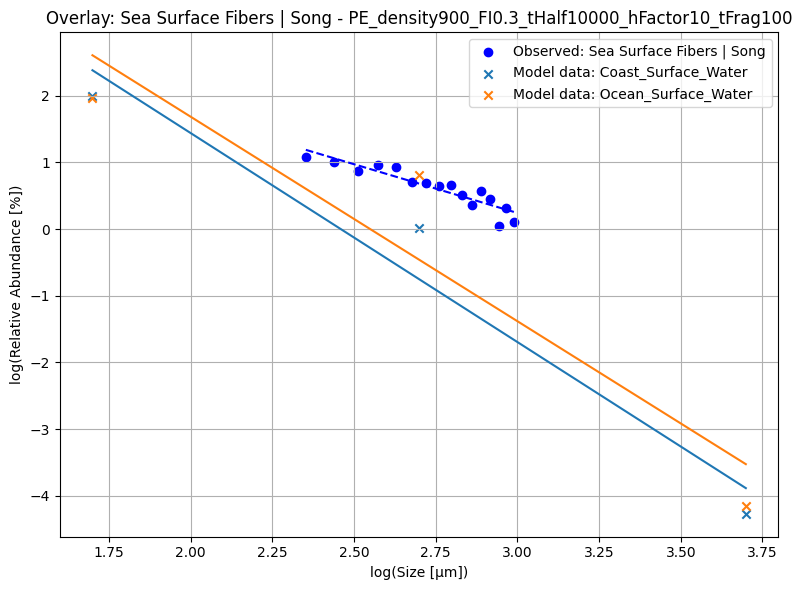 Overlay: Sea Surface Fibers | Song - PE_density900_FI0.3_tHalf10000_hFactor10_tFrag100
Observed: Sea Surface Fibers | Song
Model data: Coast_Surface_Water
Model data: Ocean_Surface_Water
log(Relative Abundance [%])
2
1
0
−1
−2
−3
−4
1.75 2.00 2.25 2.50 2.75 3.00 3.25 3.50 3.75
log(Size [µm])